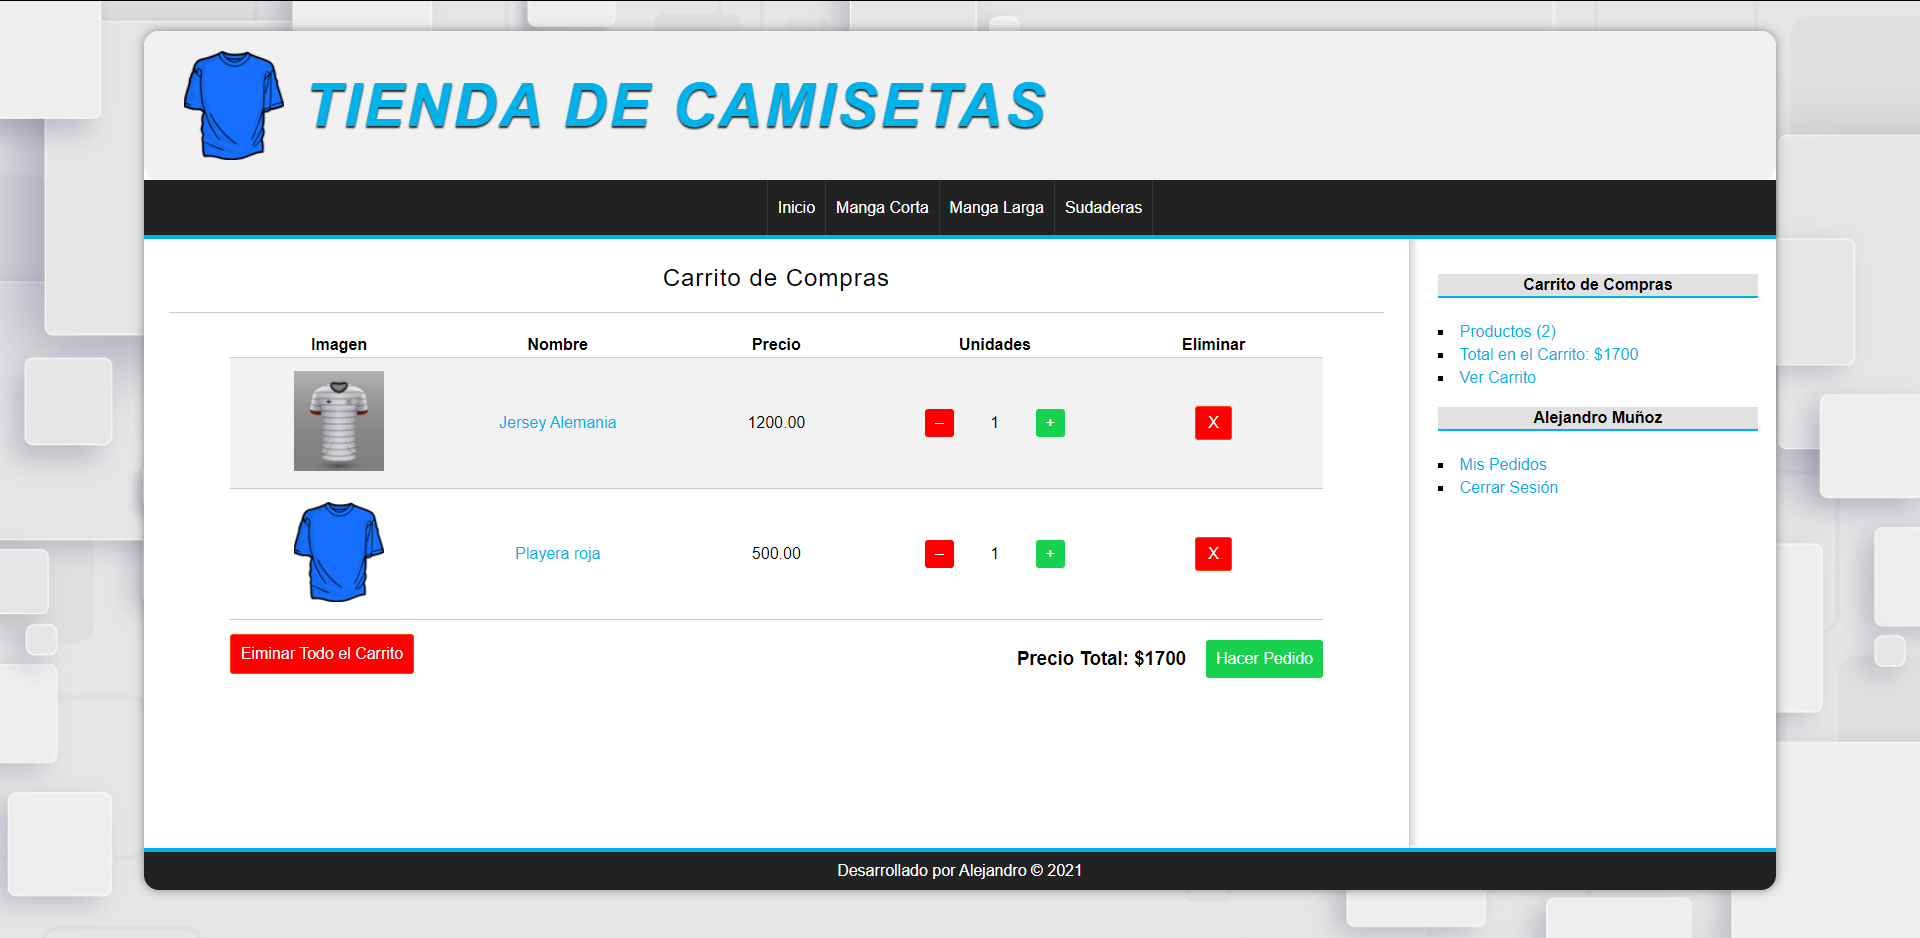 TIENDA DE CAMISETAS
Inicio Manga Corta Manga Larga Sudaderas
Carrito de Compras
Imagen Nombre Precio Unidades Eliminar
Jersey Alemania 1200.00 – 1 + X
Playera roja 500.00 – 1 + X
Eiminar Todo el Carrito
Precio Total: $1700 Hacer Pedido
Carrito de Compras
Productos (2)
Total en el Carrito: $1700
Ver Carrito
Alejandro Muñoz
Mis Pedidos
Cerrar Sesión
Desarrollado por Alejandro © 2021